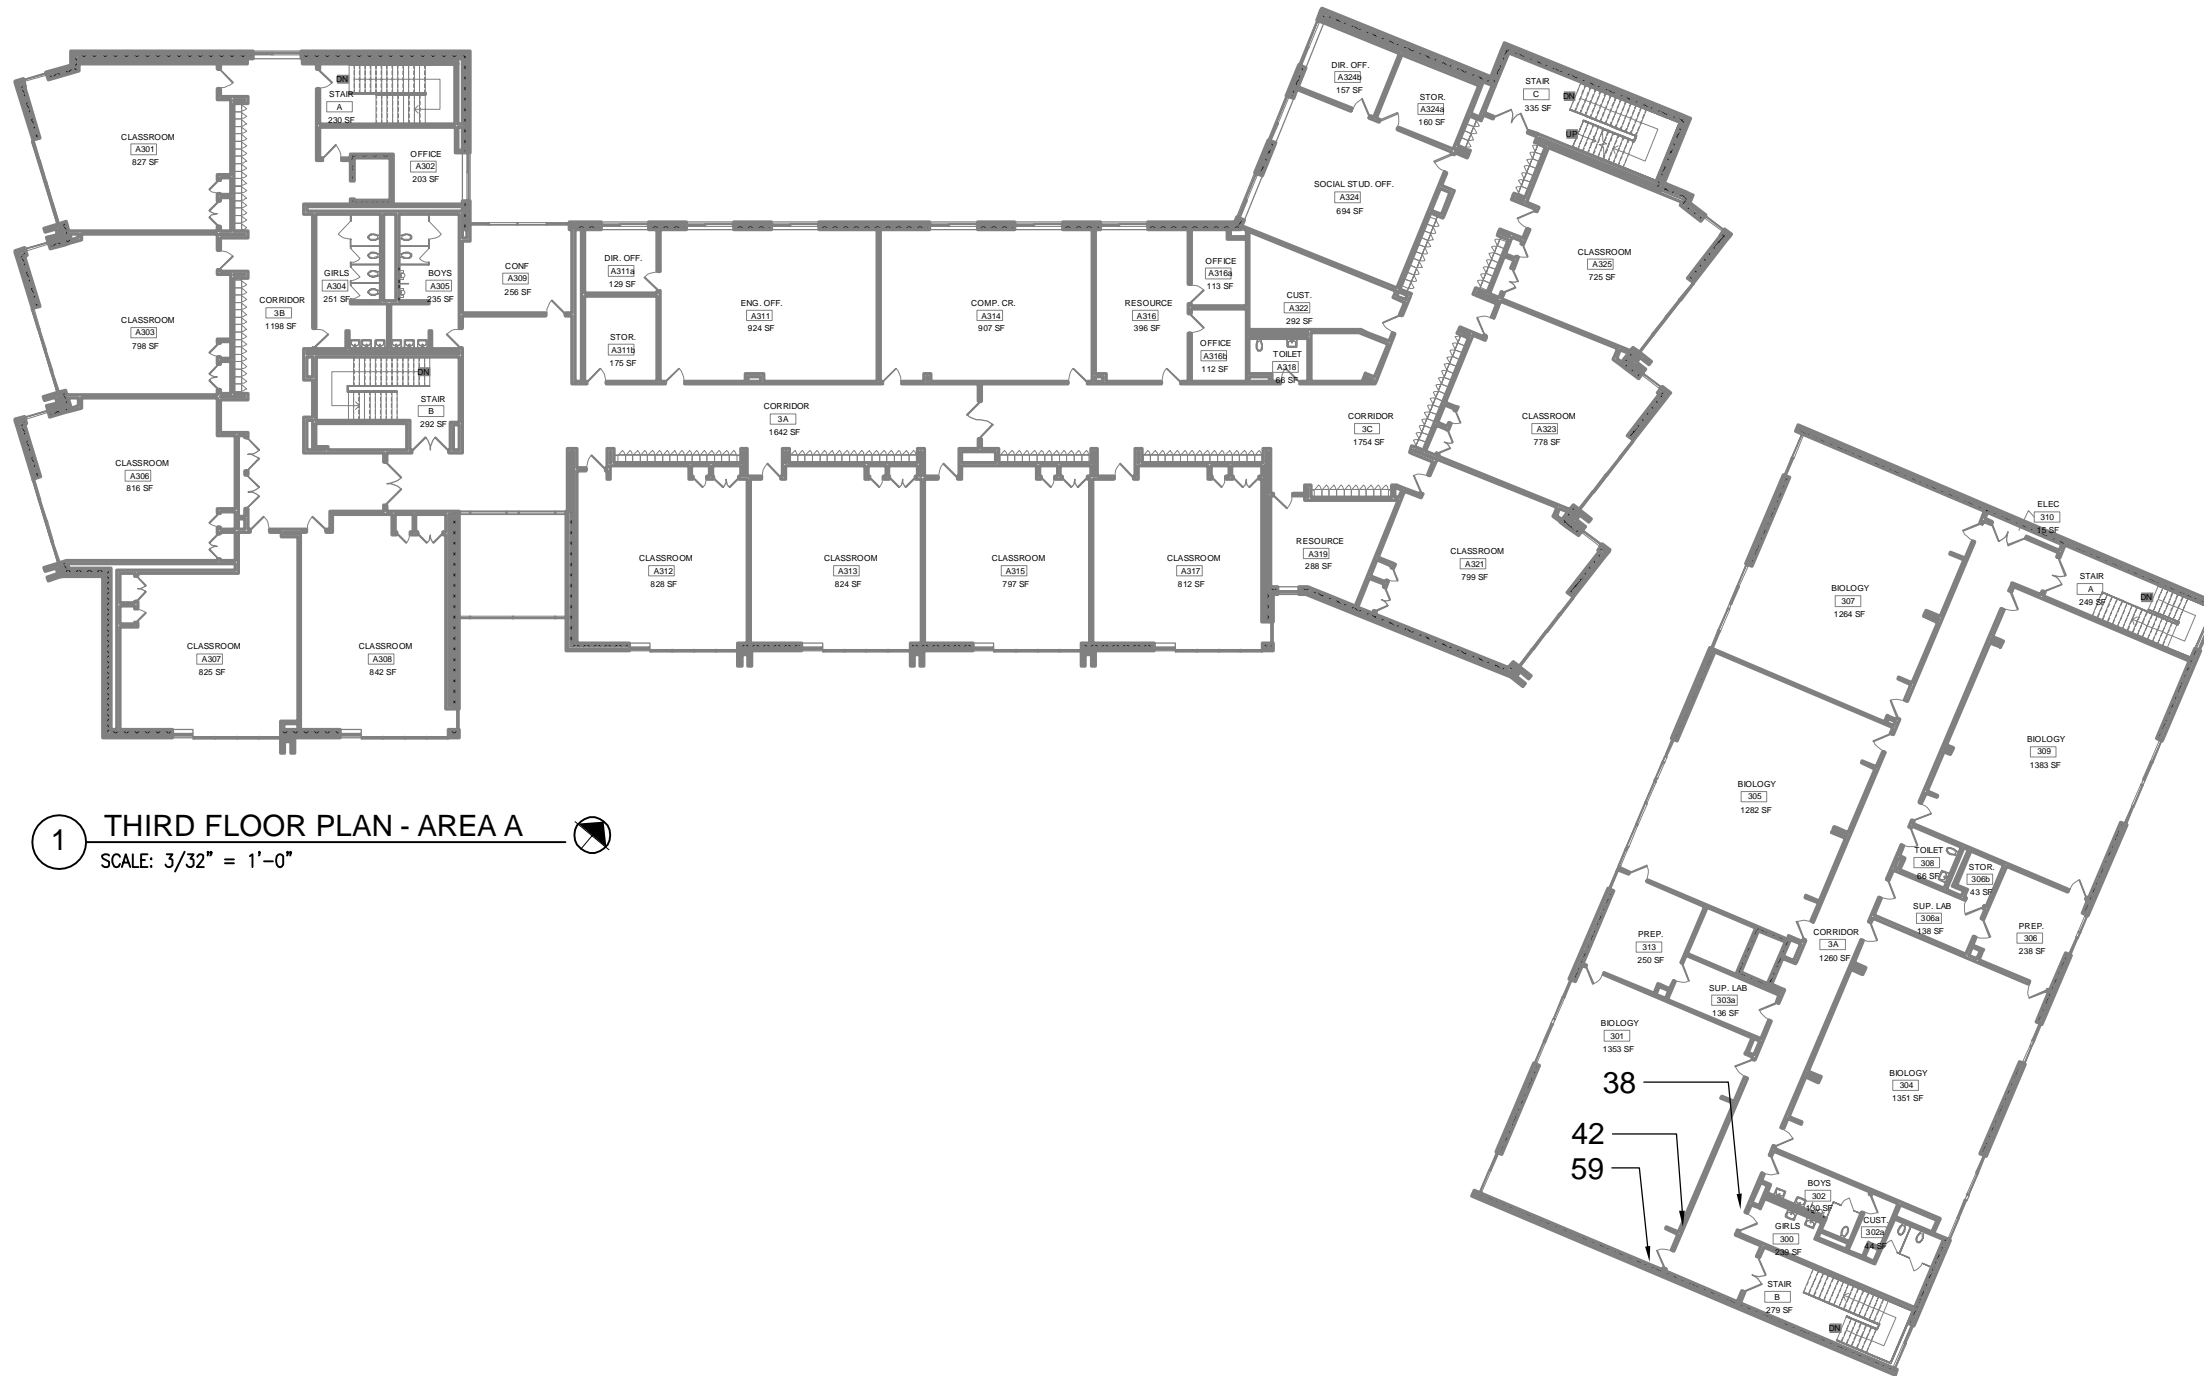 CLASSROOM
A301
827 SF
DN
STAIR
A
230 SF
OFFICE
A302
203 SF
CLASSROOM
A303
798 SF
CORRIDOR
3B
1198 SF
GIRLS
A304
251 SF
BOYS
A305
235 SF
STAIR
B
292 SF
DN
CLASSROOM
A306
816 SF
CLASSROOM
A307
825 SF
CLASSROOM
A308
842 SF
CONF
A309
256 SF
DIR. OFF.
A311a
129 SF
STOR.
A311b
175 SF
ENG. OFF.
A311
924 SF
COMP. CR.
A314
907 SF
RESOURCE
A316
396 SF
OFFICE
A316a
113 SF
OFFICE
A316b
112 SF
CUST.
A322
292 SF
TOILET
A318
66 SF
CORRIDOR
3A
1642 SF
CORRIDOR
3C
1754 SF
CLASSROOM
A312
828 SF
CLASSROOM
A313
824 SF
CLASSROOM
A315
797 SF
CLASSROOM
A317
812 SF
RESOURCE
A319
288 SF
CLASSROOM
A321
799 SF
CLASSROOM
A323
778 SF
CLASSROOM
A325
725 SF
SOCIAL STUD. OFF.
A324
694 SF
DIR. OFF.
A324b
157 SF
STOR.
A324a
160 SF
STAIR
C
335 SF
DN
UP
ELEC
310
15 SF
STAIR
A
249 SF
DN
BIOLOGY
307
1264 SF
BIOLOGY
309
1383 SF
BIOLOGY
305
1282 SF
TOILET
308
66 SF
STOR.
306b
43 SF
SUP. LAB
306a
138 SF
PREP.
306
238 SF
CORRIDOR
3A
1260 SF
PREP.
313
250 SF
SUP. LAB
303a
136 SF
BIOLOGY
301
1353 SF
BIOLOGY
304
1351 SF
38
42
59
BOYS
302
130 SF
CUST.
302a
44 SF
GIRLS
300
239 SF
STAIR
B
279 SF
DN
1
THIRD FLOOR PLAN - AREA A
SCALE: 3/32" = 1'-0"